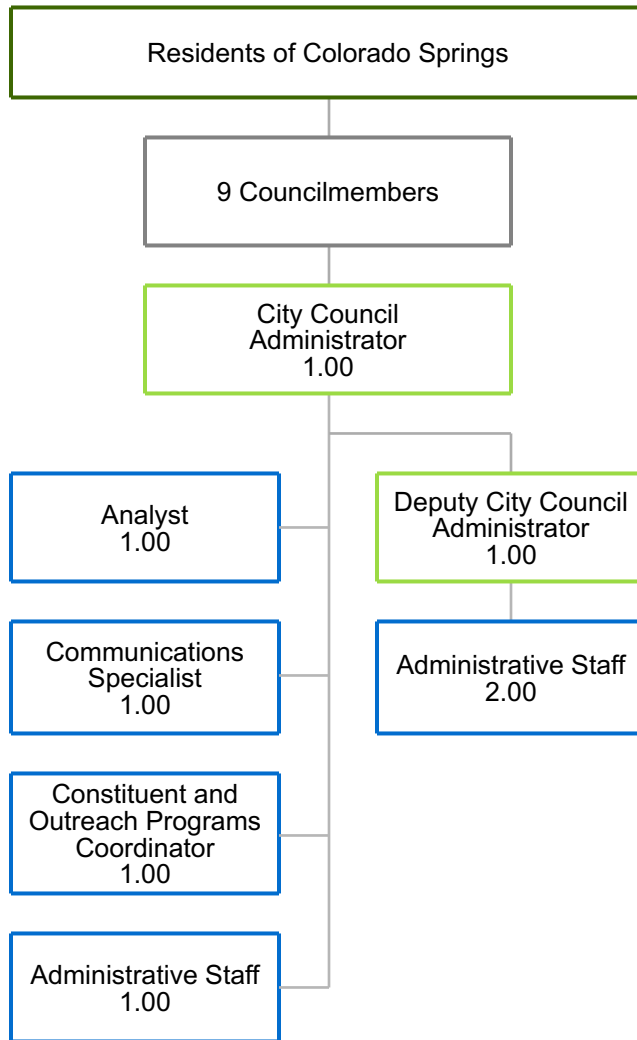 Residents of Colorado Springs
9 Councilmembers
City Council
Administrator
1.00
Analyst
1.00
Deputy City Council
Administrator
1.00
Communications
Specialist
1.00
Administrative Staff
2.00
Constituent and
Outreach Programs
Coordinator
1.00
Administrative Staff
1.00